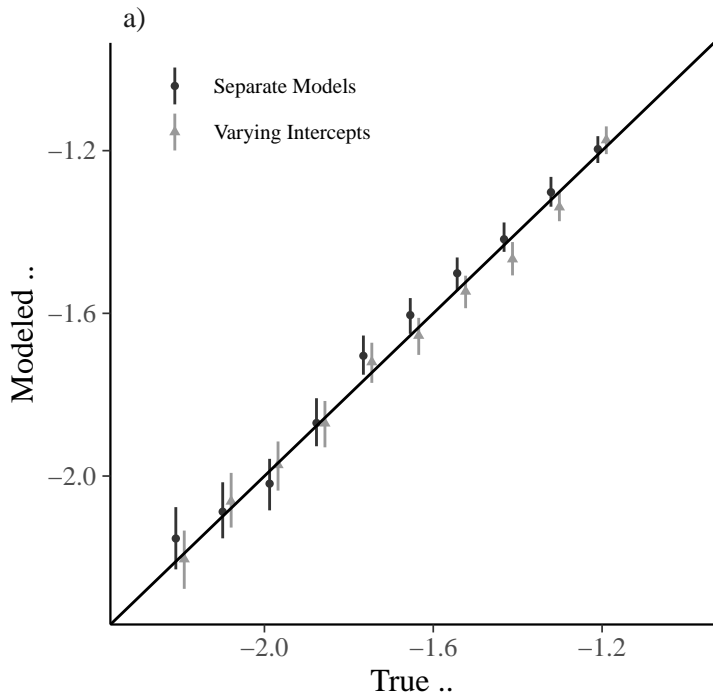 a)
Separate Models
Varying Intercepts
−1.2
−1.6
−2.0
Modeled ..
−2.0 −1.6 −1.2
True ..